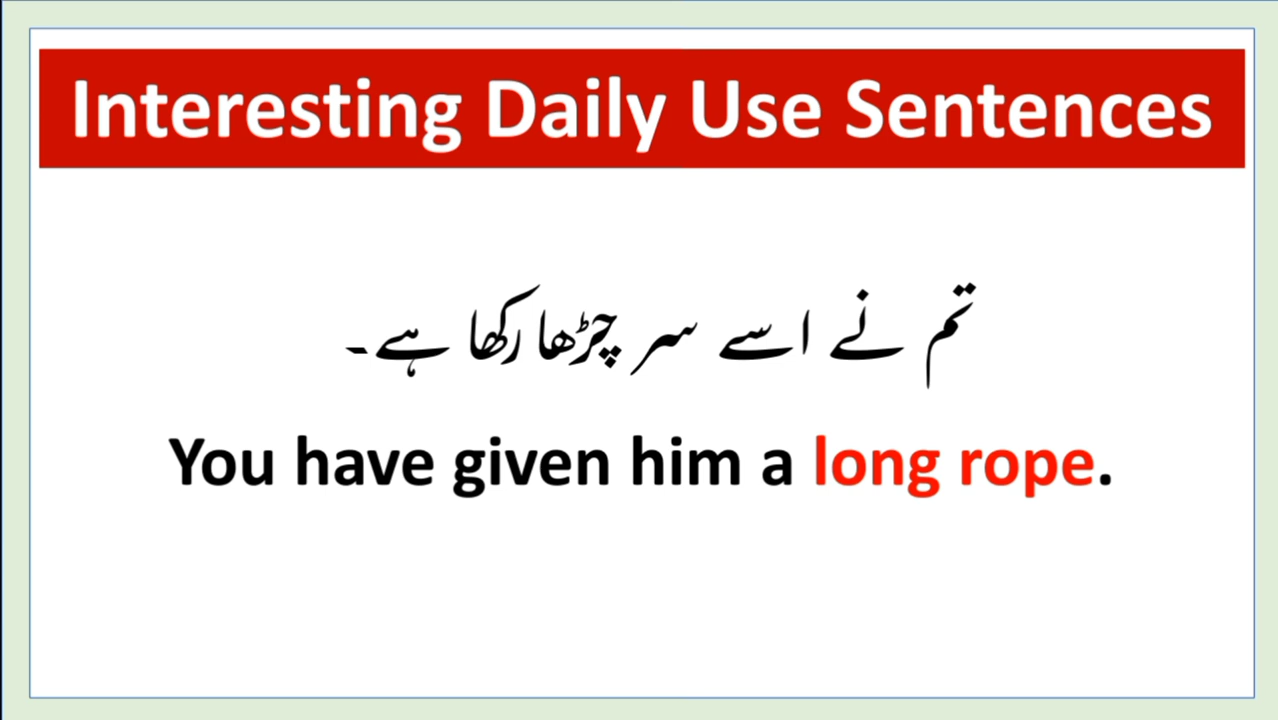 Interesting Daily Use Sentences
تم نے اسے سر چڑھا رکھا ہے۔
You have given him a long rope.